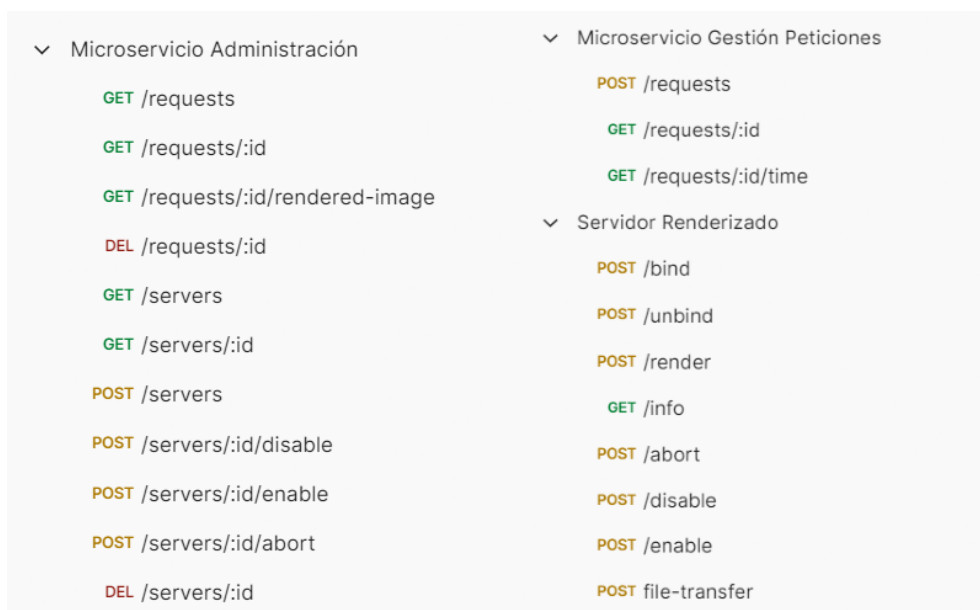 Microservicio Administración
GET /requests
GET /requests/:id
GET /requests/:id/rendered-image
DEL /requests/:id
GET /servers
GET /servers/:id
POST /servers
POST /servers/:id/disable
POST /servers/:id/enable
POST /servers/:id/abort
DEL /servers/:id
Microservicio Gestión Peticiones
POST /requests
GET /requests/:id
GET /requests/:id/time
Servidor Renderizado
POST /bind
POST /unbind
POST /render
GET /info
POST /abort
POST /disable
POST /enable
POST file-transfer